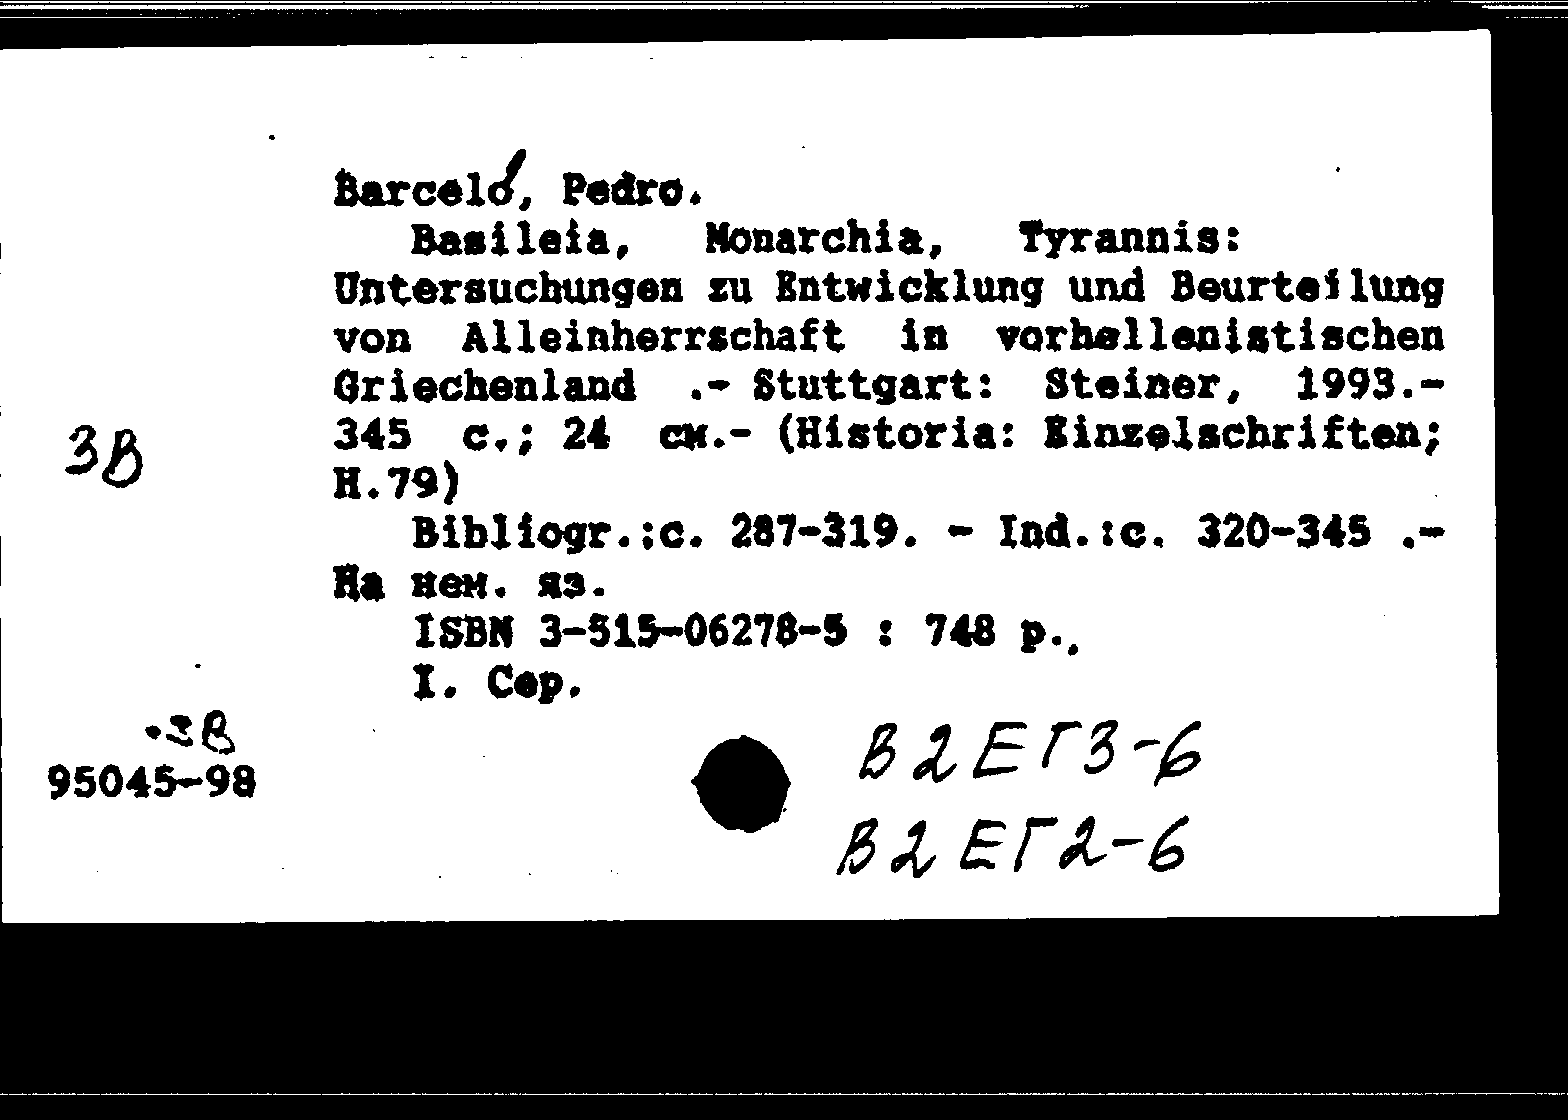 Barceló, Pedro.
Basileia, Monarchia, Tyrannis:
Untersuchungen zu Entwicklung und Beurteilung
von Alleinherrschaft in vorhellenistischen
Griechenland .- Stuttgart: Steiner, 1993.-
345 с.; 24 см.- (Historia: Einzelschriften;
H.79)
Bibliogr.:с. 287-319. - Ind.:с. 320-345 .-
На нем. яз.
ISBN 3-515-06278-5 : 748 р.,
I. Сер.
ЗВ
ЗВ
95045-98
В2ЕГ3-6
В2ЕГ2-6